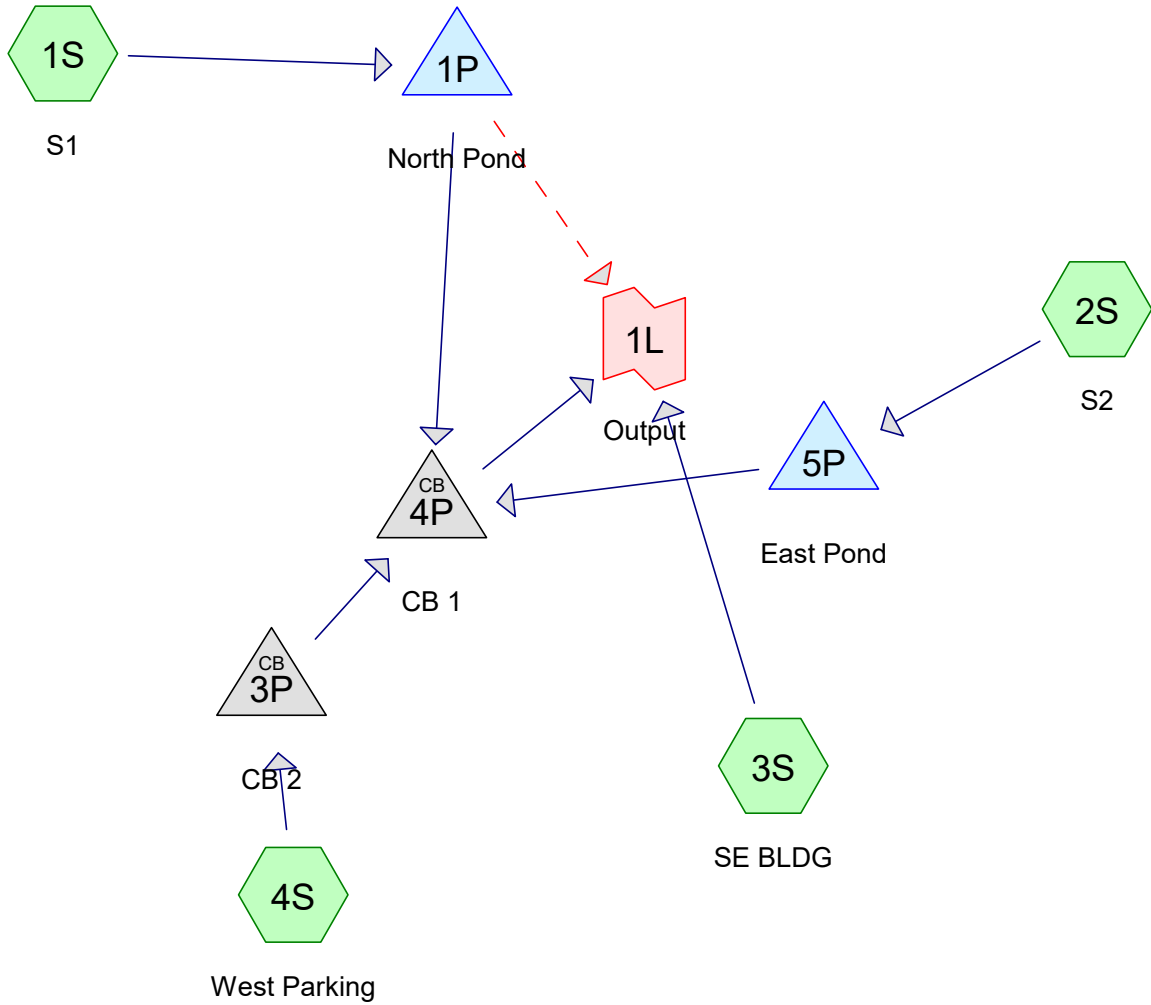 1S
S1
1P
North Pond
1L
Output
2S
S2
CB
4P
CB 1
5P
East Pond
CB
3P
CB 2
3S
SE BLDG
4S
West Parking